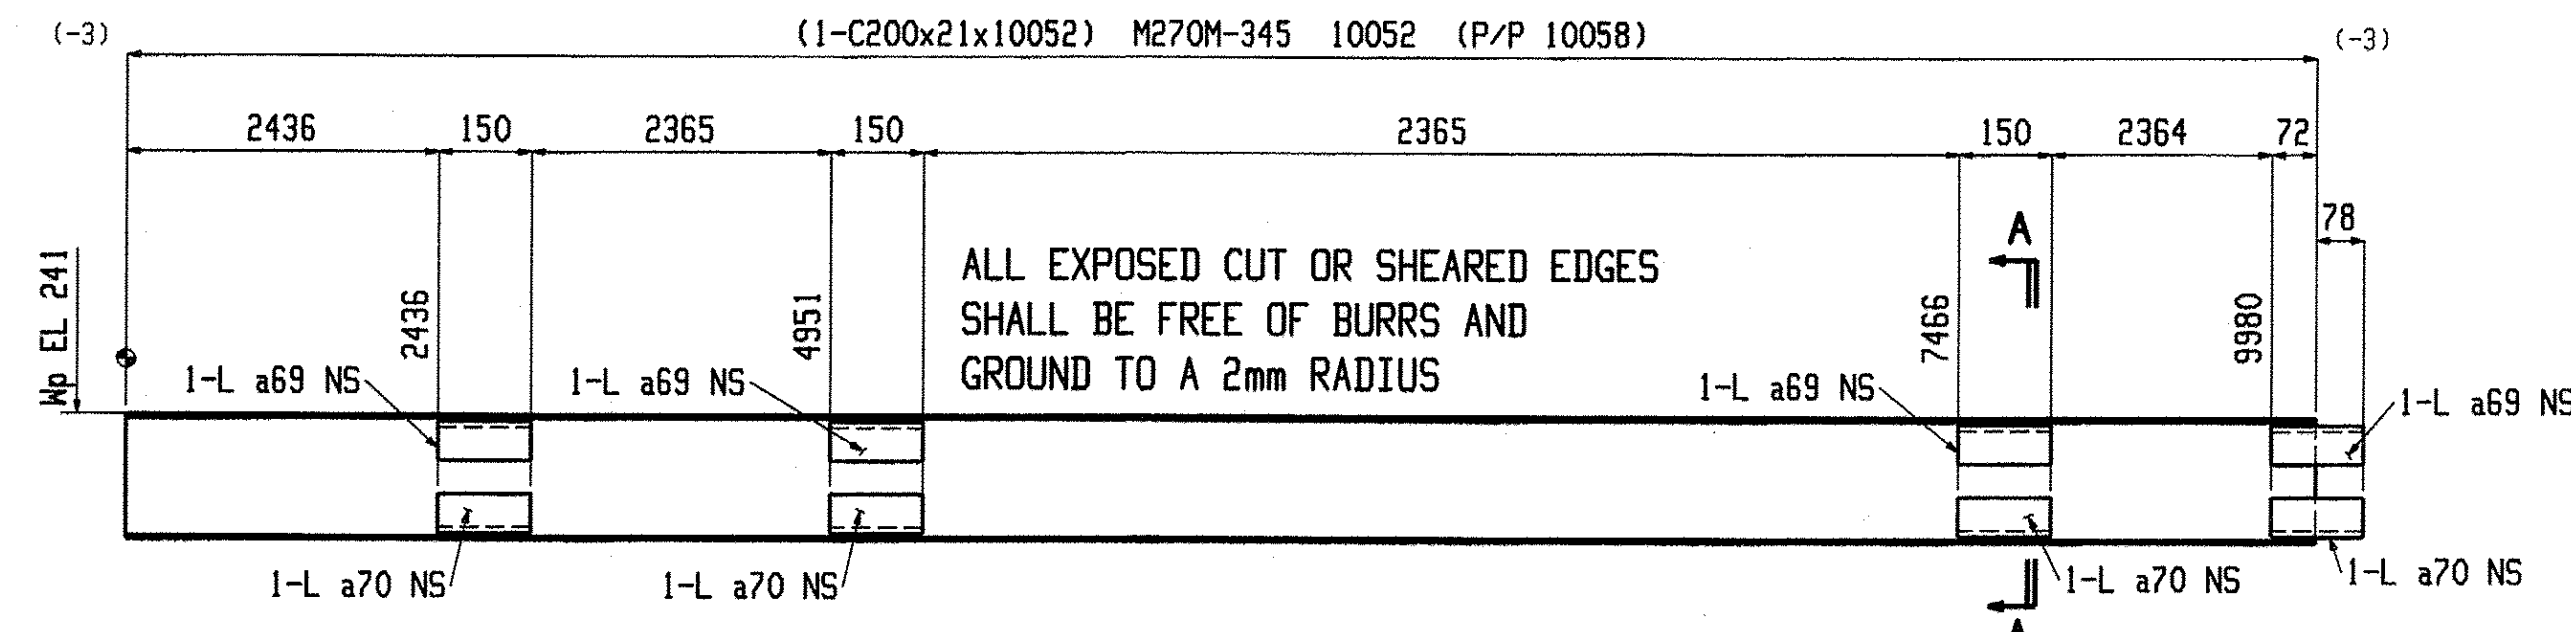 (-3) (1-C200x21x10052) M270M-345 10052 (P/P 10058) (-3)
2436 150 2365 150 2365 150 2364 72
78
A
Wp EL 241
2436
4951
7466
9980
ALL EXPOSED CUT OR SHEARED EDGES
SHALL BE FREE OF BURRS AND
GROUND TO A 2mm RADIUS
1-L a69 NS
1-L a69 NS
1-L a69 NS
1-L a69 NS
1-L a70 NS
1-L a70 NS
1-L a70 NS
1-L a70 NS
A